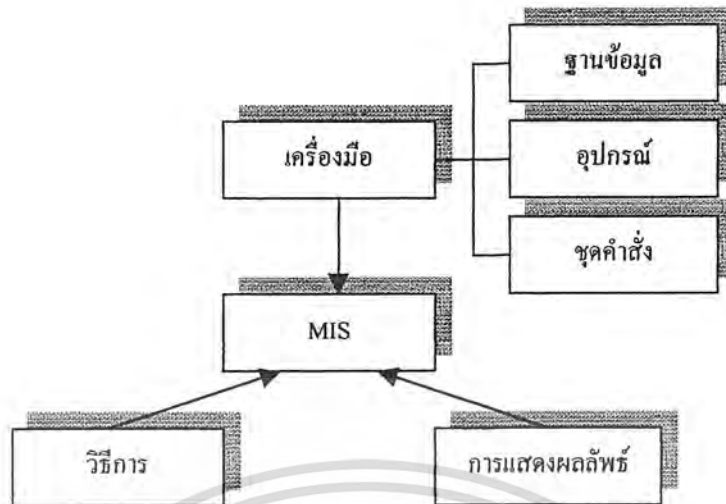 ฐานข้อมูล
เครื่องมือ
อุปกรณ์
ชุดคำสั่ง
MIS
วิธีการ
การแสดงผลลัพธ์